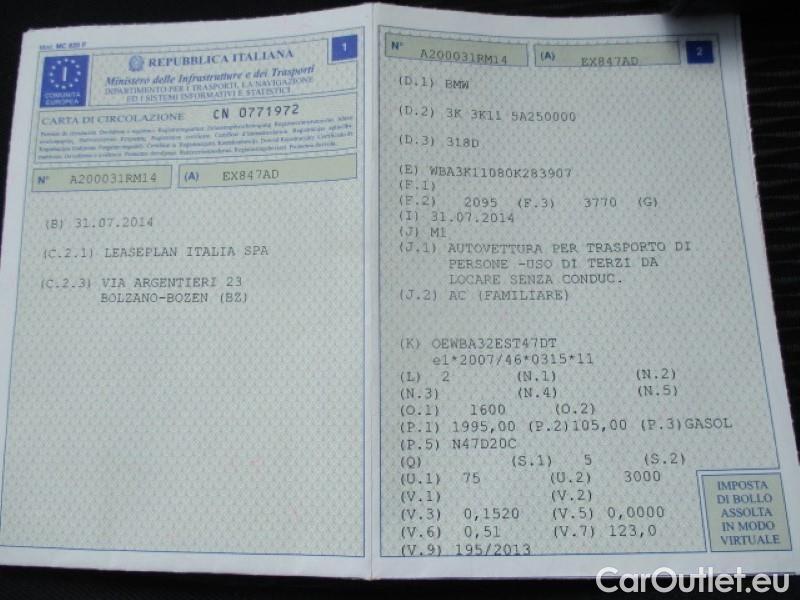 Mod. MC 820 F
1
I
COMUNITÀ
EUROPEA
REPUBBLICA ITALIANA
Ministero delle Infrastrutture e dei Trasporti
DIPARTIMENTO PER I TRASPORTI, LA NAVIGAZIONE
ED I SISTEMI INFORMATIVI E STATISTICI
CARTA DI CIRCOLAZIONE CN 0771972
N° A200031RM14 (A) EX847AD
(B) 31.07.2014
(C.2.1) LEASEPLAN ITALIA SPA
(C.2.3) VIA ARGENTIERI 23
BOLZANO-BOZEN (BZ)
N° A200031RM14 (A) EX847AD 2
(D.1) BMW
(D.2) 3K 3K11 5A250000
(D.3) 318D
(E) WBA3K11080K283907
(F.1)
(F.2) 2095 (F.3) 3770 (G)
(I) 31.07.2014
(J) M1
(J.1) AUTOVETTURA PER TRASPORTO DI
PERSONE -USO DI TERZI DA
LOCARE SENZA CONDUC.
(J.2) AC (FAMILIARE)
(K) OEWBA32EST47DT
e1*2007/46*0315*11
(L) 2 (N.1) (N.2)
(N.3) (N.4) (N.5)
(O.1) 1600 (O.2)
(P.1) 1995,00 (P.2)105,00 (P.3)GASOL
(P.5) N47D20C
(Q) (S.1) 5 (S.2)
(U.1) 75 (U.2) 3000
(V.1) (V.2)
(V.3) 0,1520 (V.5) 0,0000
(V.6) 0,51 (V.7) 123,0
(V.9) 195/2013
IMPOSTA
DI BOLLO
ASSOLTA
IN MODO
VIRTUALE
CarOutlet.eu